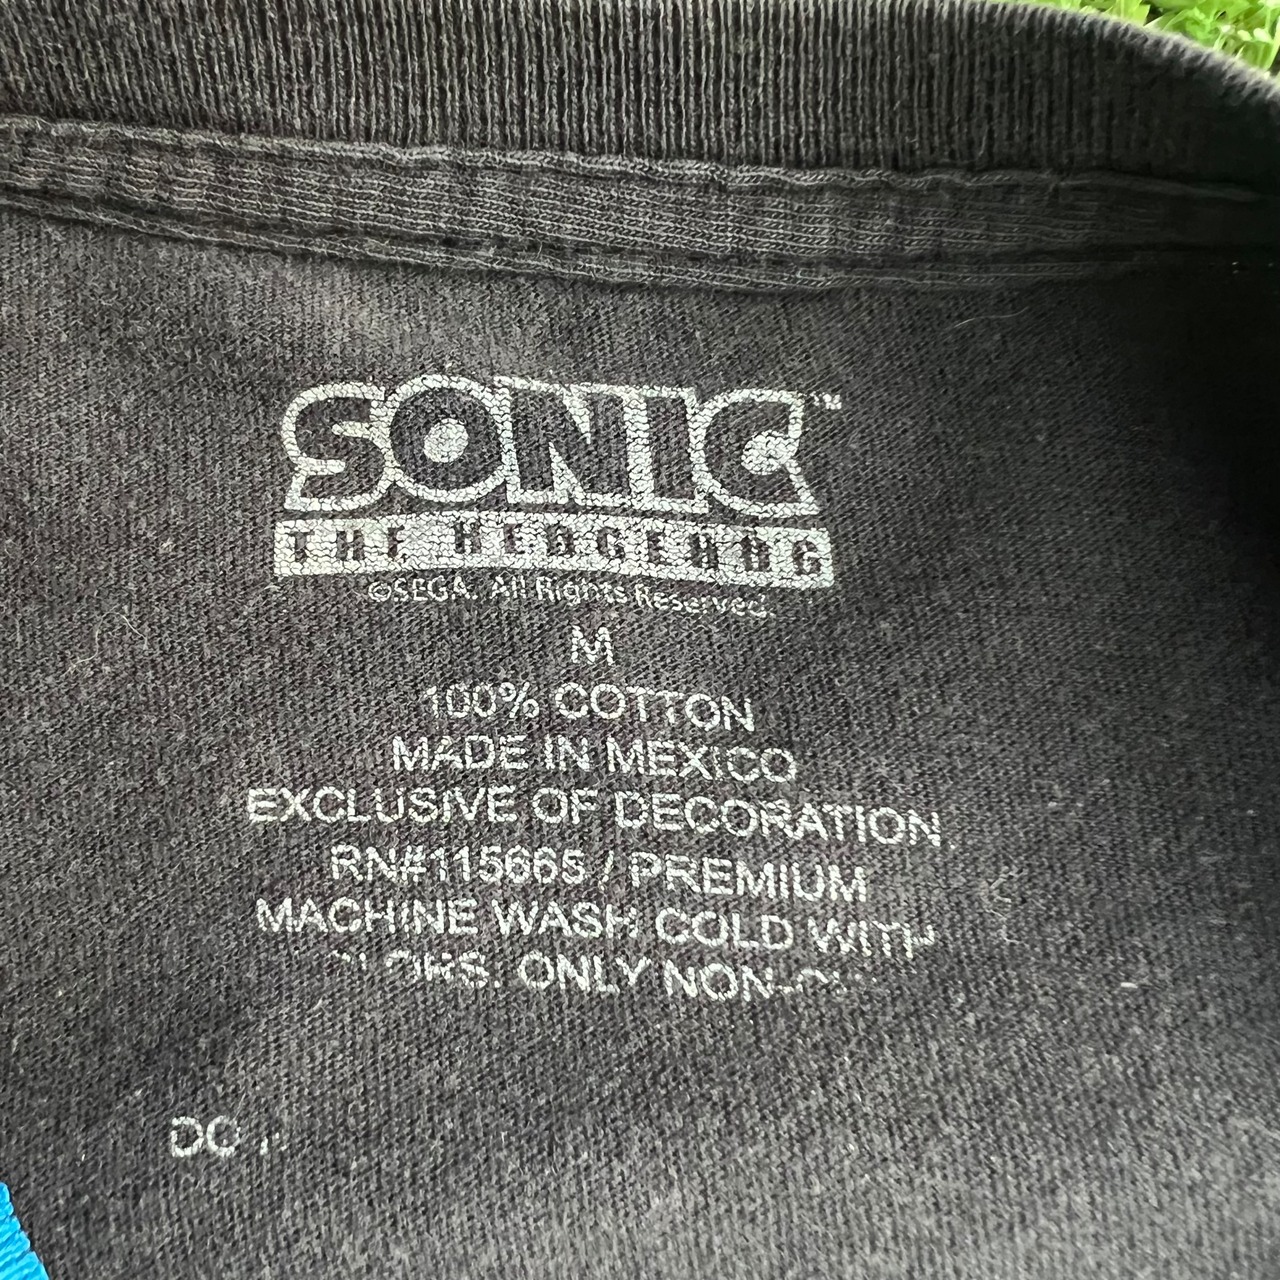 SONIC™
THE HEDGEHOG
©SEGA. All Rights Reserved.
M
100% COTTON
MADE IN MEXICO
EXCLUSIVE OF DECORATION
RN#115665 / PREMIUM
MACHINE WASH COLD WITH
ONLY
DO